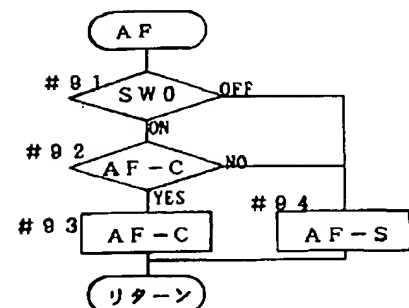 AF
#91
SW0
OFF
ON
#92
AF-C
NO
YES
#93
AF-C
#94
AF-S
リターン